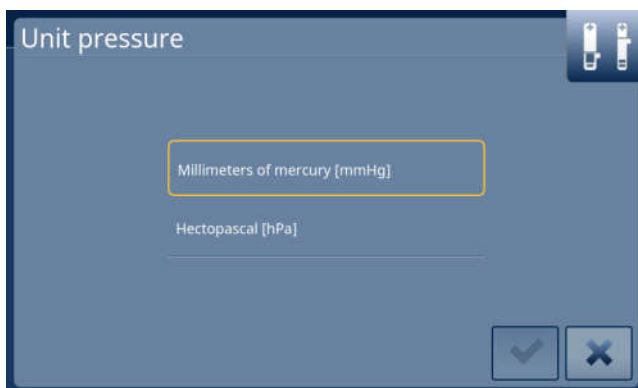 Unit pressure
Millimeters of mercury [mmHg]
Hectopascal [hPa]